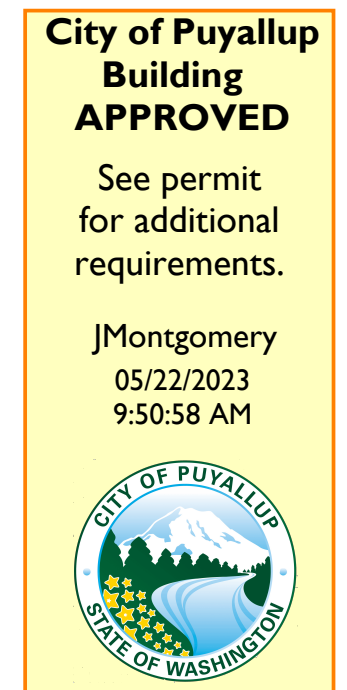 City of Puyallup
Building
APPROVED
See permit
for additional
requirements.
JMontgomery
05/22/2023
9:50:58 AM
CITY OF PUYALLUP
STATE OF WASHINGTON